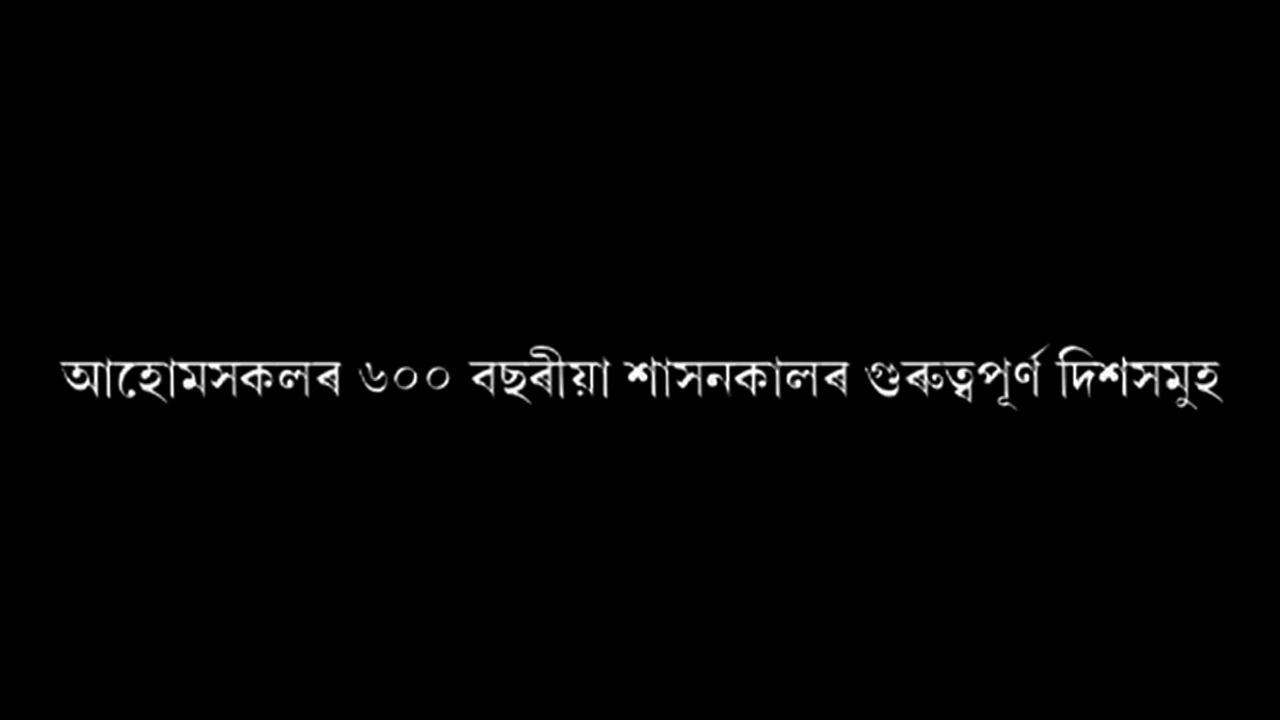 আহোমসকলৰ ৬০০ বছৰীয়া শাসনকালৰ গুৰুত্বপূৰ্ণ দিশসমুহ